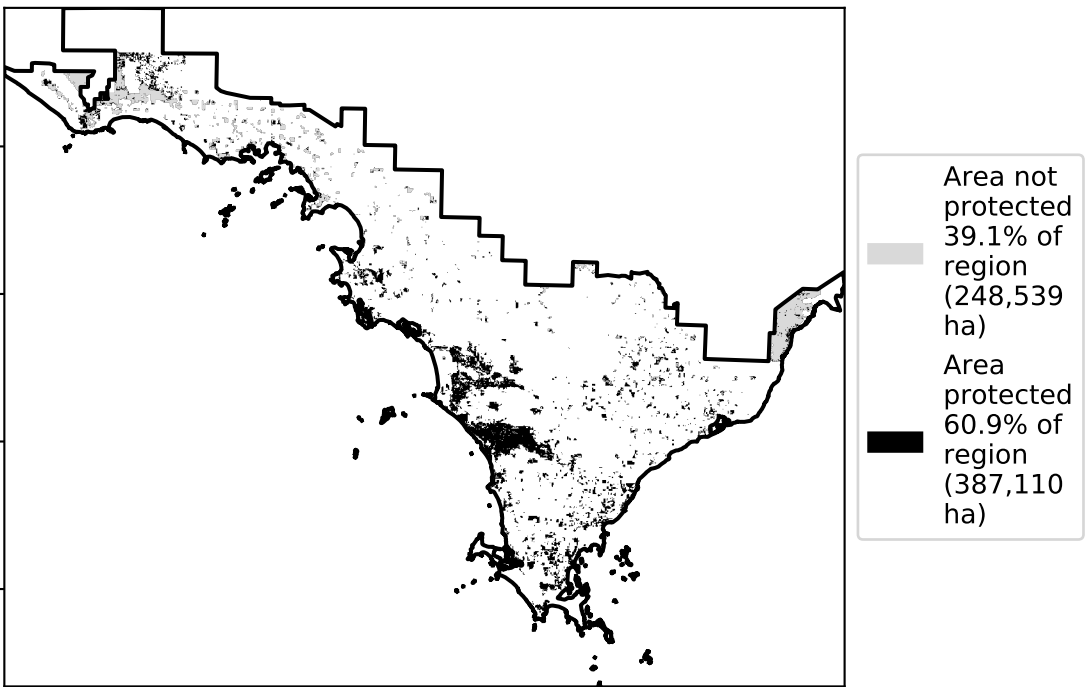 Area not
protected
39.1% of
region
(248,539
ha)
Area
protected
60.9% of
region
(387,110
ha)